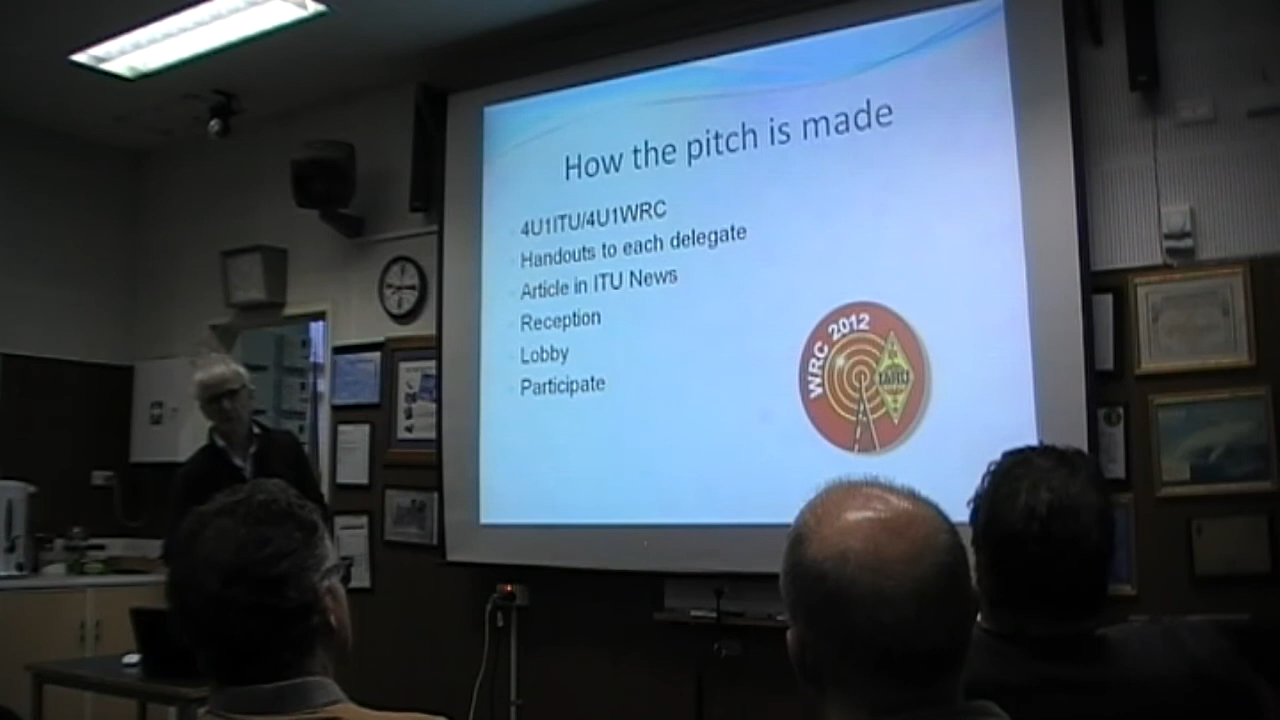 How the pitch is made
4U1ITU/4U1WRC
Handouts to each delegate
Article in ITU News
Reception
Lobby
Participate
WRC 2012
IARU